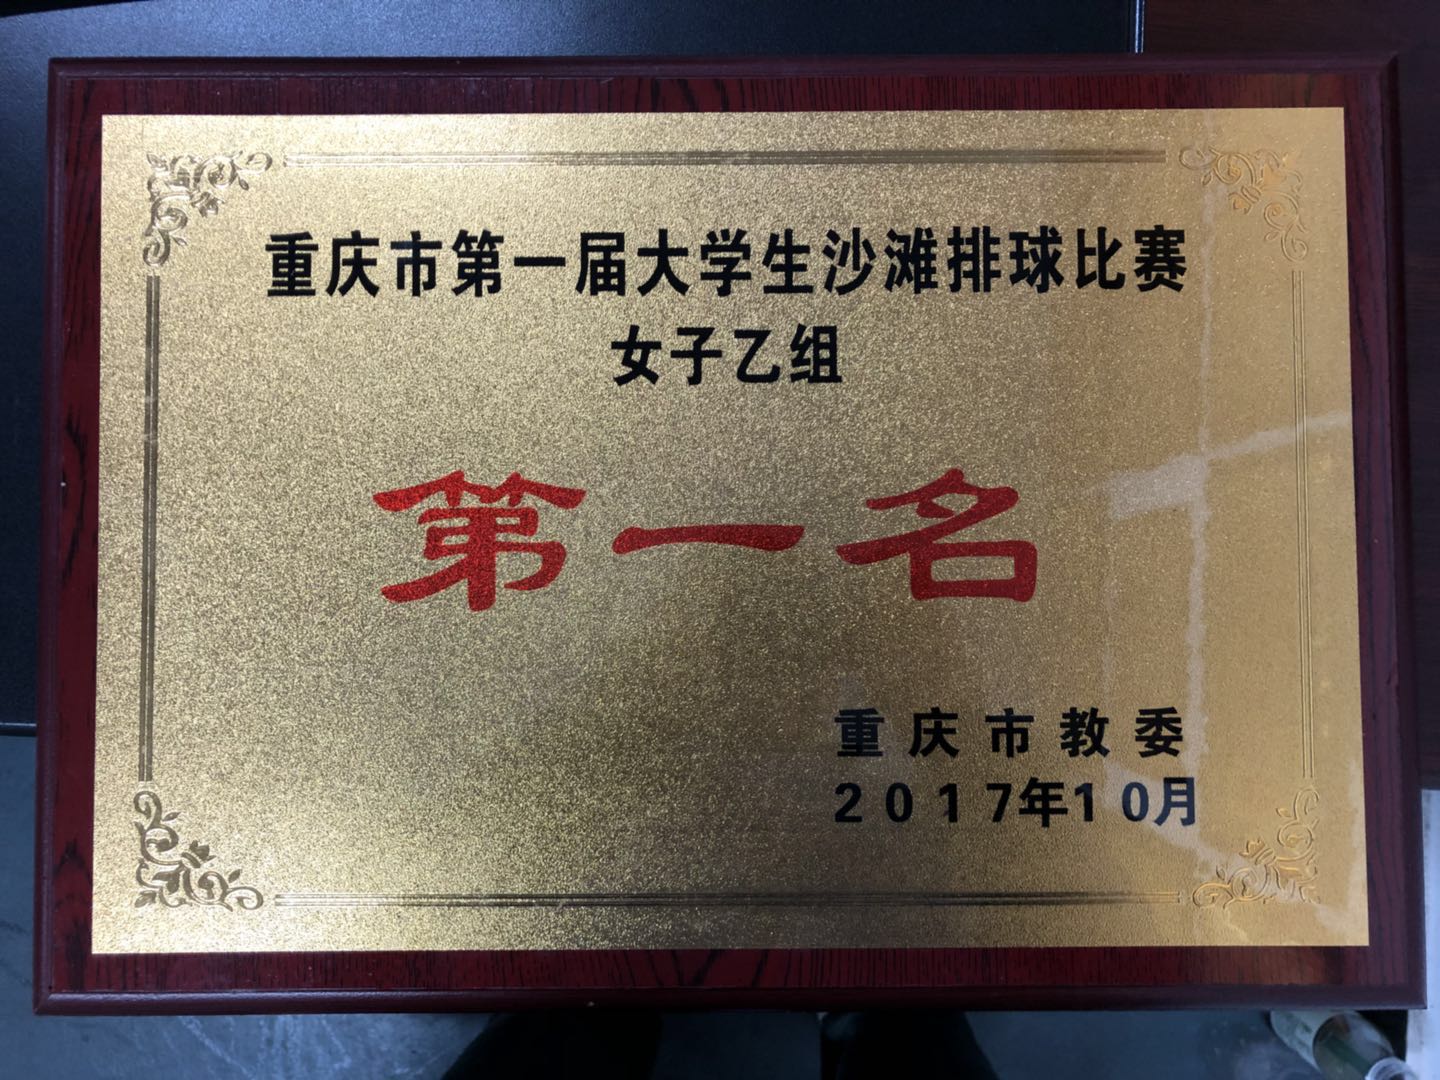 重庆市第一届大学生沙滩排球比赛
女子乙组
第一名
重庆市教委
2017年10月